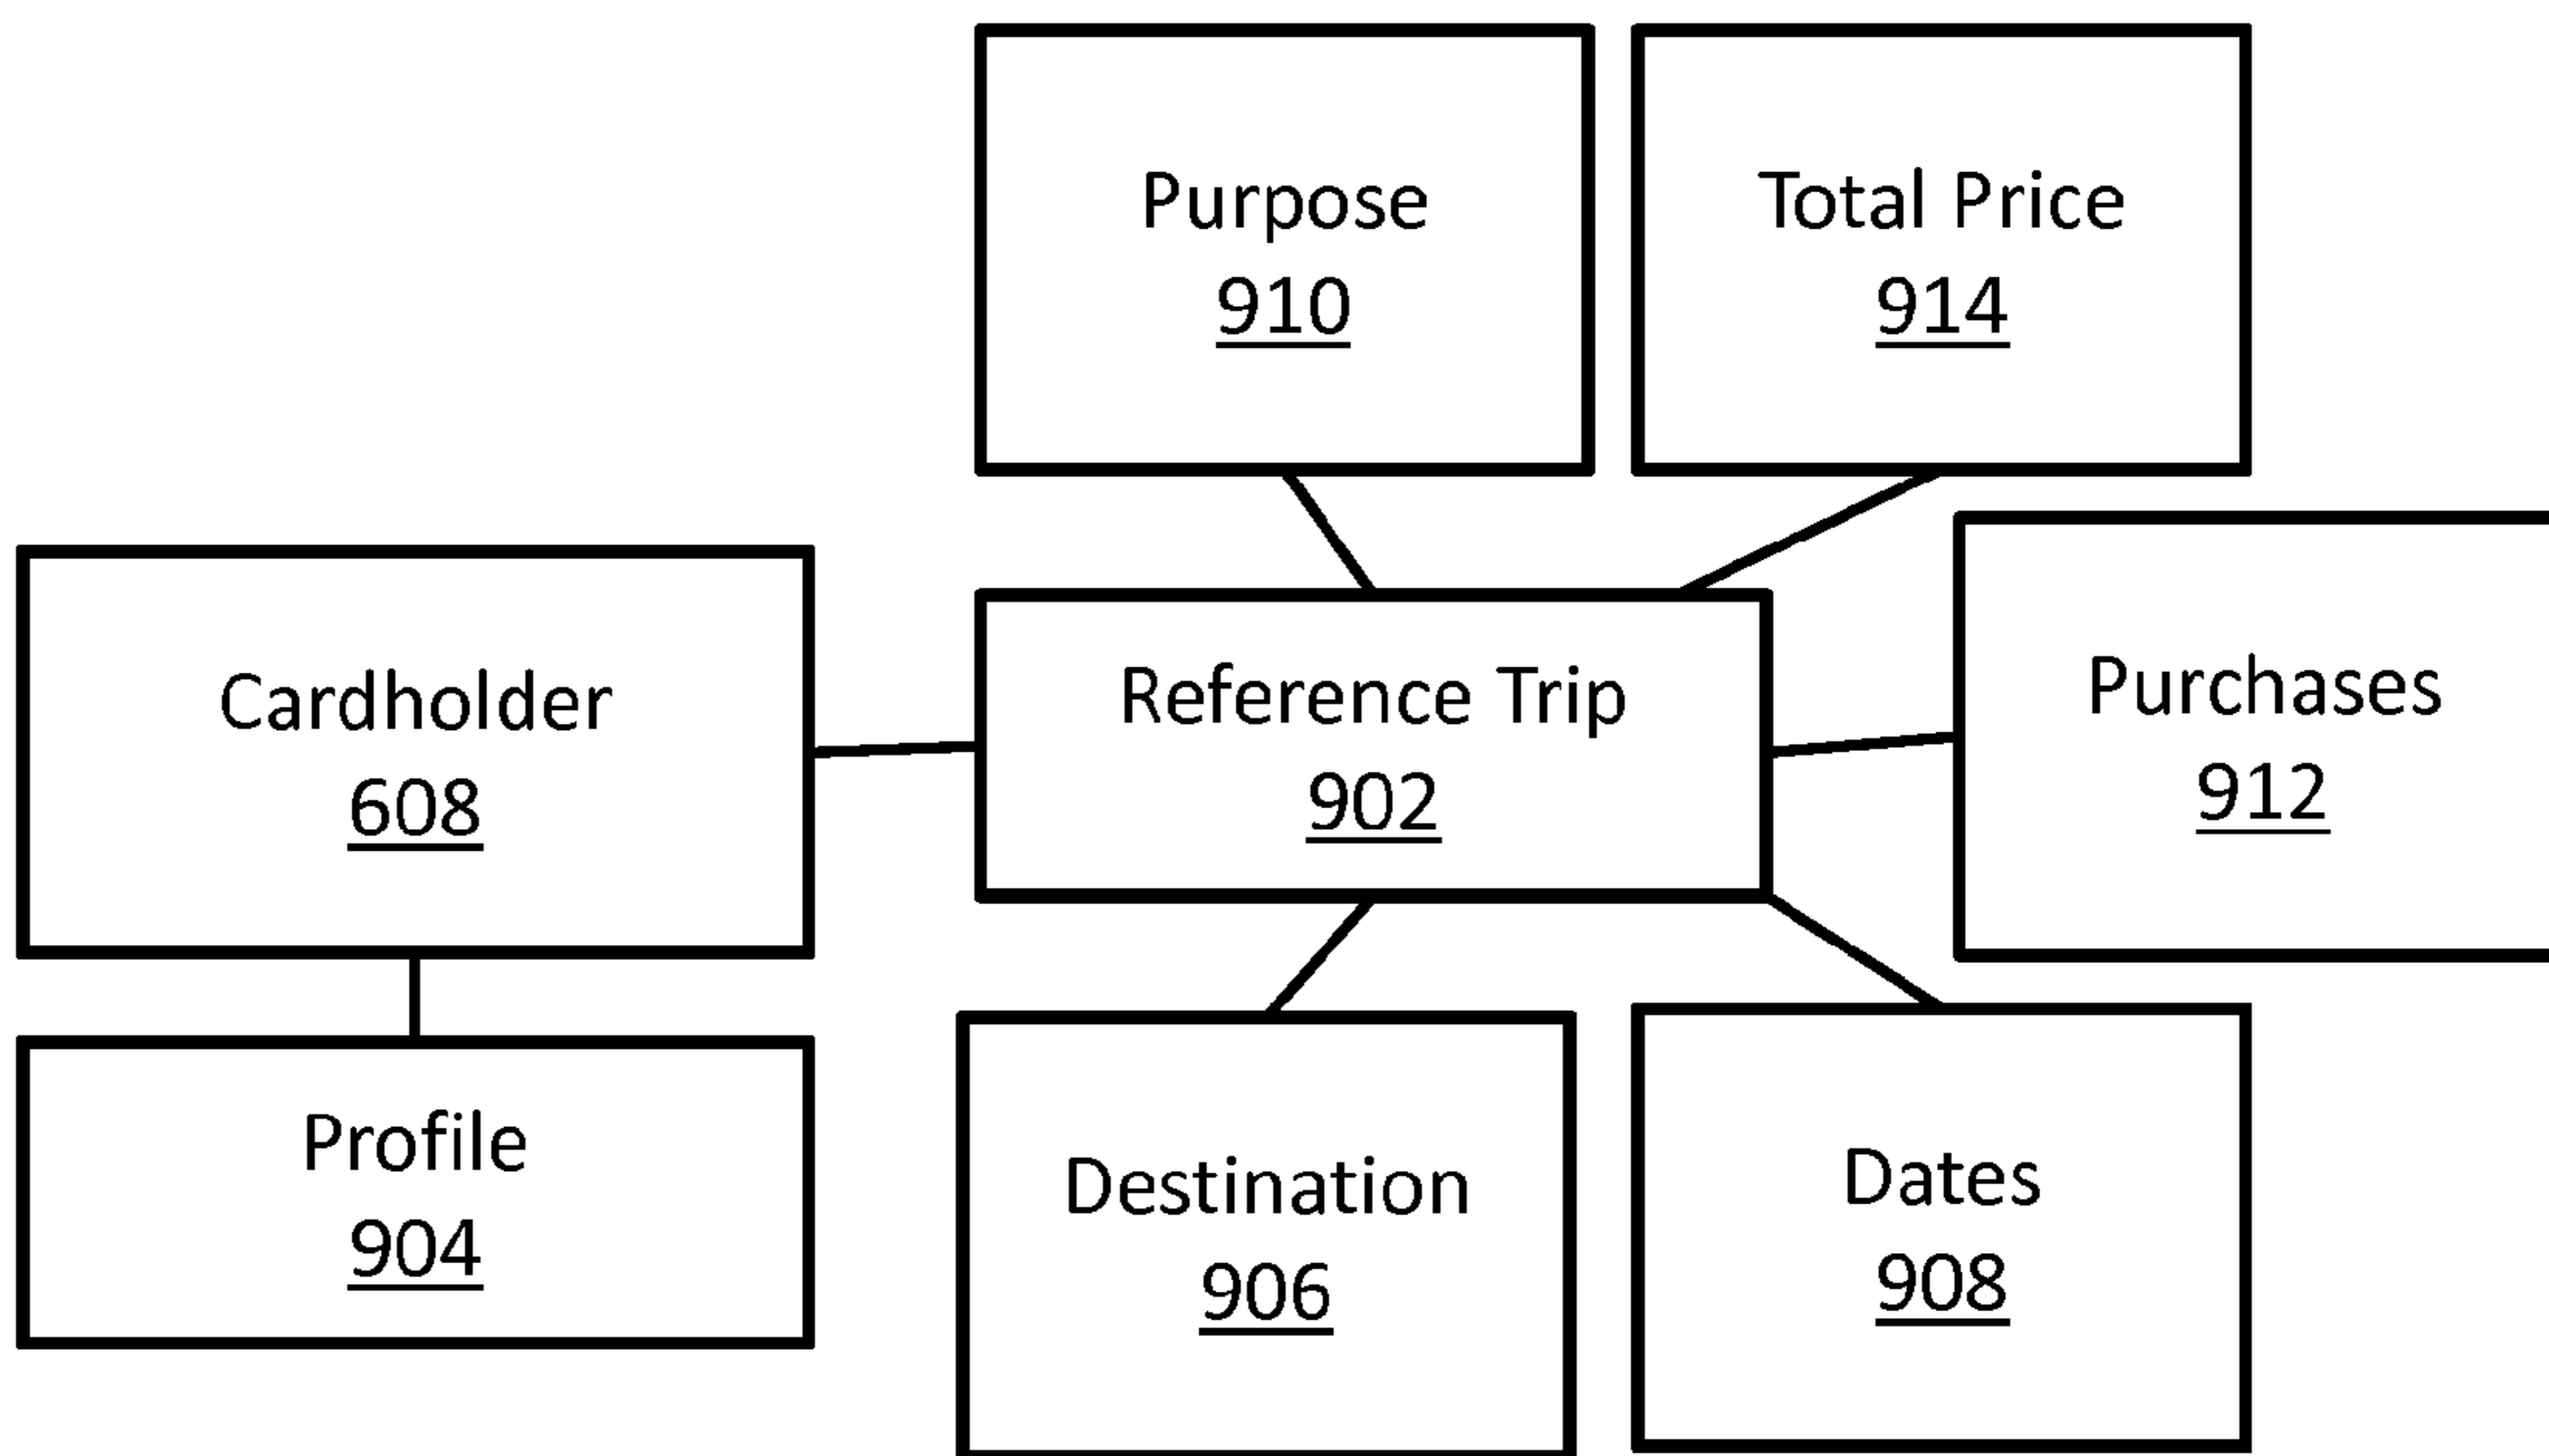 Purpose
910
Total Price
914
Cardholder
608
Reference Trip
902
Purchases
912
Profile
904
Destination
906
Dates
908